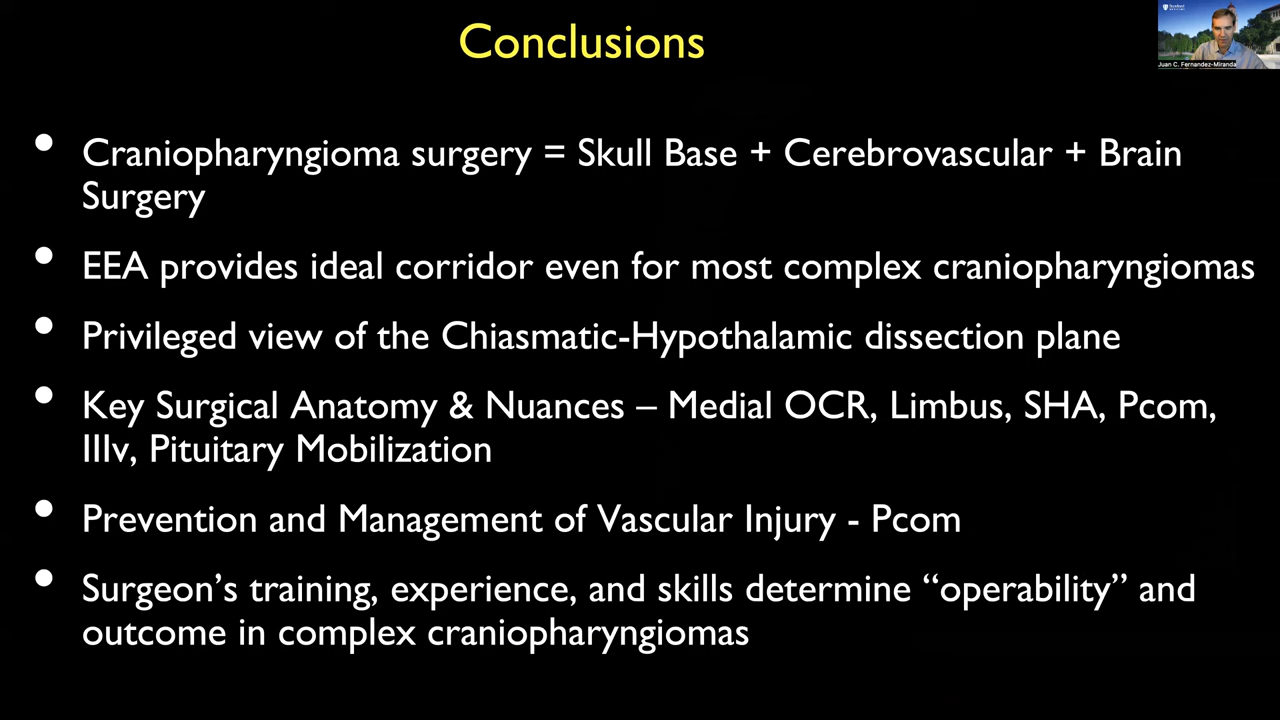 Conclusions
Juan C. Fernandez-Miranda
• Craniopharyngioma surgery = Skull Base + Cerebrovascular + Brain
Surgery
• EEA provides ideal corridor even for most complex craniopharyngiomas
• Privileged view of the Chiasmatic-Hypothalamic dissection plane
• Key Surgical Anatomy & Nuances – Medial OCR, Limbus, SHA, Pcom,
IIIv, Pituitary Mobilization
• Prevention and Management of Vascular Injury - Pcom
• Surgeon’s training, experience, and skills determine “operability” and
outcome in complex craniopharyngiomas